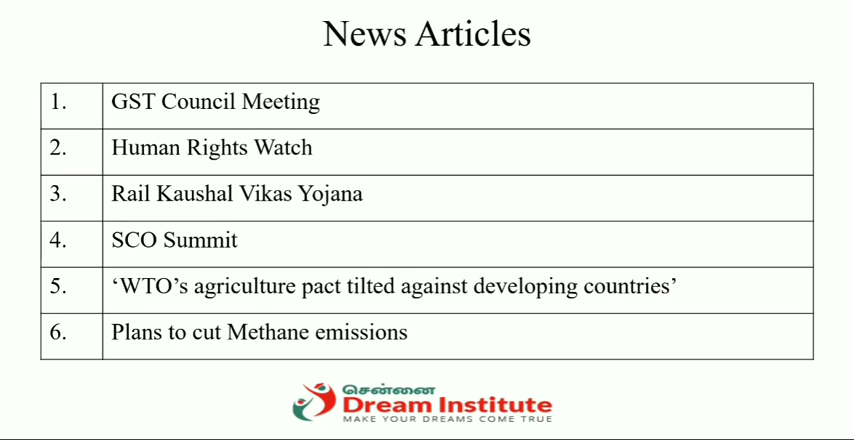 News Articles
1. GST Council Meeting
2. Human Rights Watch
3. Rail Kaushal Vikas Yojana
4. SCO Summit
5. ‘WTO’s agriculture pact tilted against developing countries’
6. Plans to cut Methane emissions
சென்னை
Dream Institute
MAKE YOUR DREAMS COME TRUE